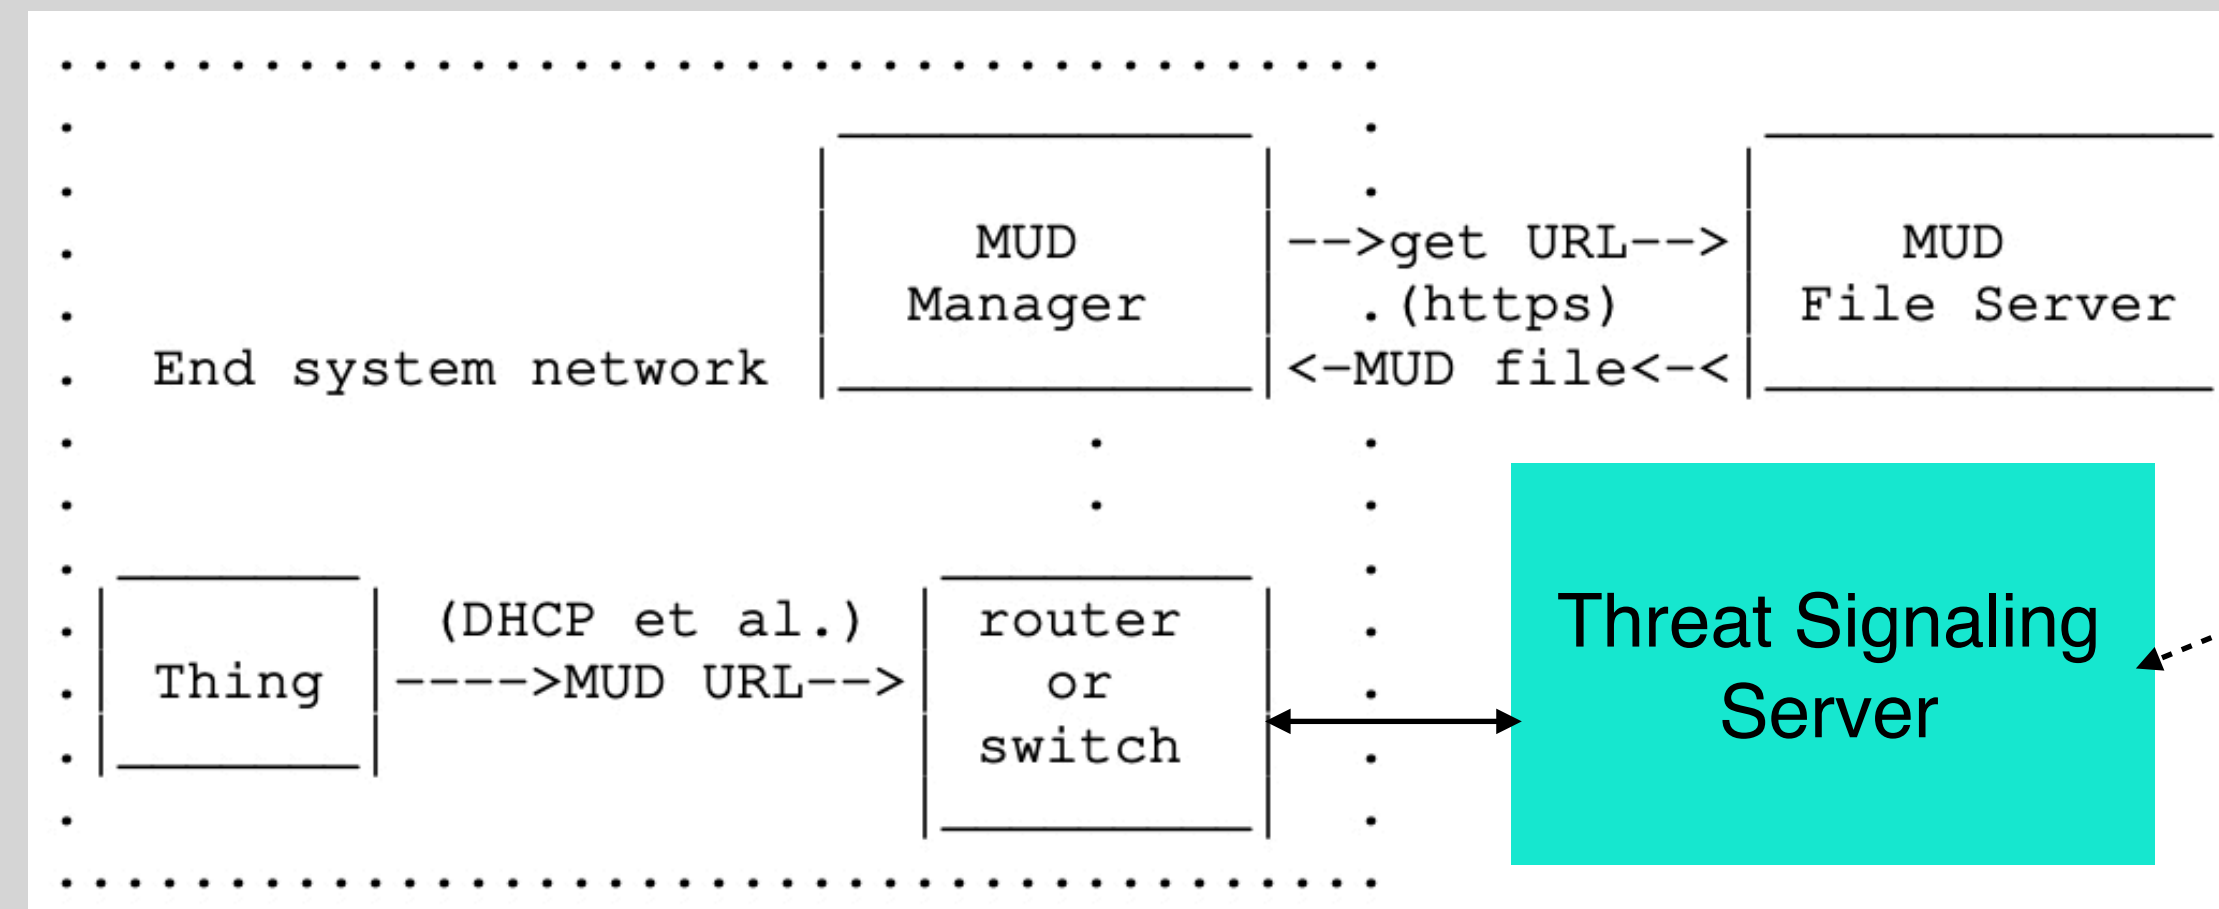 MUD
Manager
-->get URL-->
.(https)
<-MUD file<-<
MUD
File Server
End system network
Thing
(DHCP et al.)
---->MUD URL-->
router
or
switch
Threat Signaling
Server